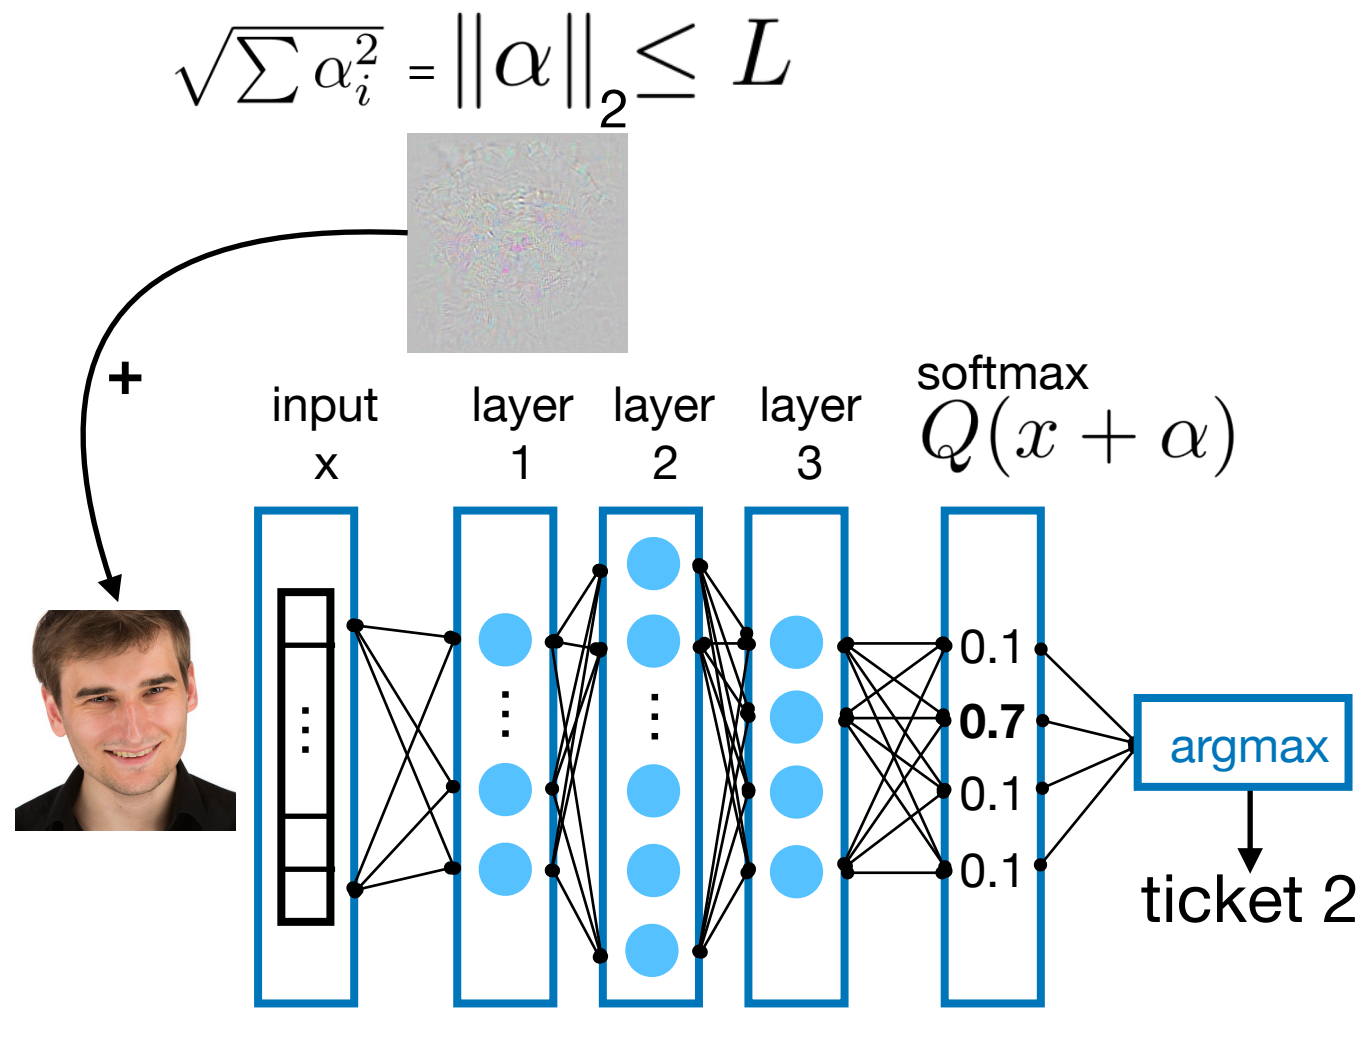 √∑ α_i^2 = ||α||_2 ≤ L
+
input
x
layer
1
layer
2
layer
3
softmax
Q(x + α)
⋮
⋮
⋮
0.1
0.7
0.1
0.1
argmax
ticket 2